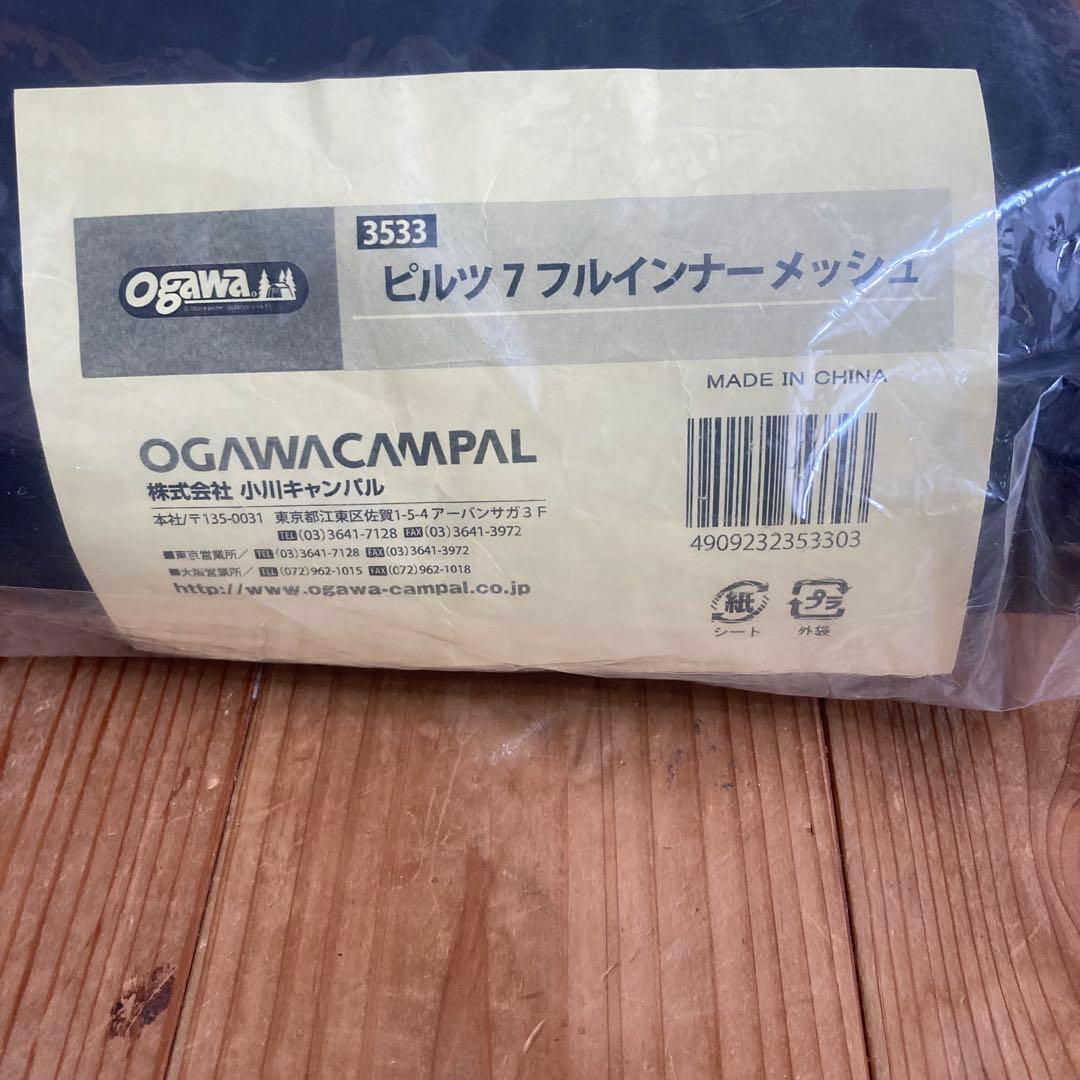 ogawa
3533
ピルツ7フルインナーメッシュ
MADE IN CHINA
OGAWACAMPAL
株式会社 小川キャンパル
本社/〒135-0031 東京都江東区佐賀1-5-4 アーバンサガ3F
TEL(03)3641-7128 FAX(03)3641-3972
■東京営業所/TEL(03)3641-7128 FAX(03)3641-3972
■大阪営業所/TEL(072)962-1015 FAX(072)962-1018
http://www.ogawa-campal.co.jp
4909232353303
紙
シート
プラ
外袋